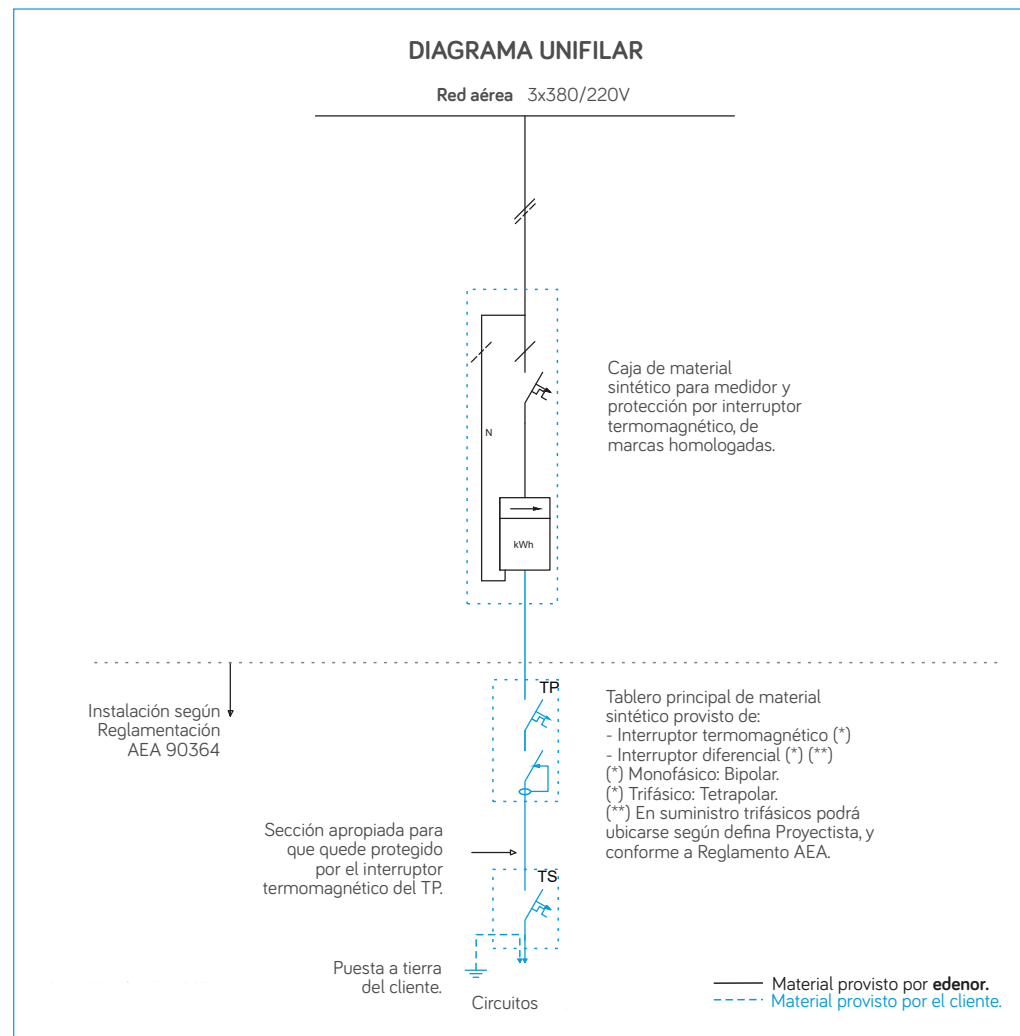 DIAGRAMA UNIFILAR
Red aérea 3x380/220V
Caja de material
sintético para medidor y
protección por interruptor
termomagnético, de
marcas homologadas.
N
kWh
Instalación según
Reglamentación
AEA 90364
TP
Tablero principal de material
sintético provisto de:
- Interruptor termomagnético (*)
- Interruptor diferencial (*) (**)
(*) Monofásico: Bipolar.
(*) Trifásico: Tetrapolar.
(**) En suministro trifásicos podrá
ubicarse según defina Proyectista, y
conforme a Reglamento AEA.
Sección apropiada para
que quede protegido
por el interruptor
termomagnético del TP.
TS
Puesta a tierra
del cliente.
Circuitos
Material provisto por edenor.
Material provisto por el cliente.